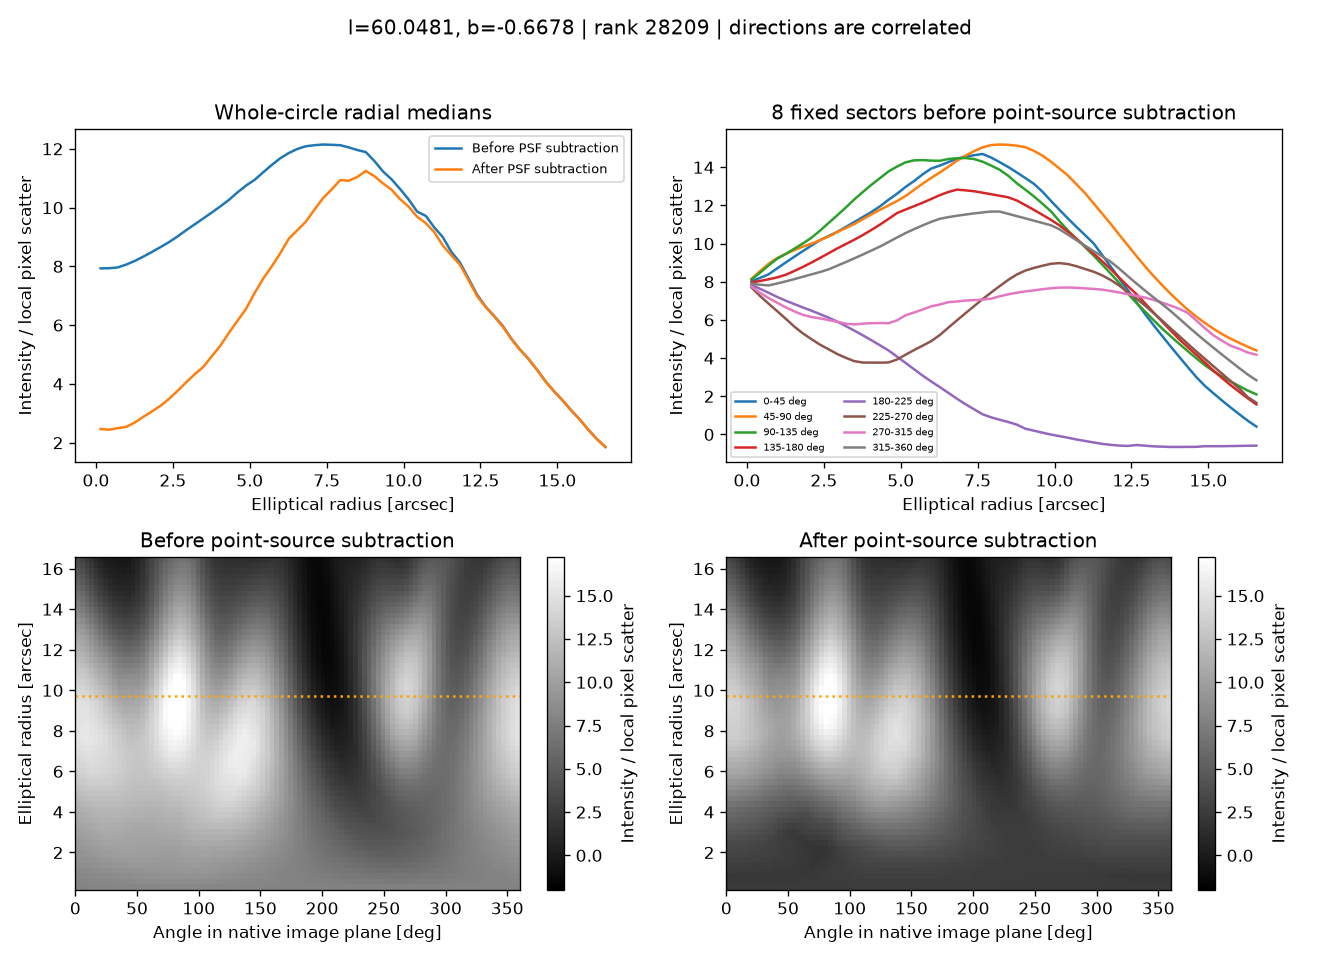 l=60.0481, b=-0.6678 | rank 28209 | directions are correlated
Whole-circle radial medians
Intensity / local pixel scatter
12
10
8
6
4
2
Before PSF subtraction
After PSF subtraction
0.0 2.5 5.0 7.5 10.0 12.5 15.0
Elliptical radius [arcsec]
8 fixed sectors before point-source subtraction
Intensity / local pixel scatter
14
12
10
8
6
4
2
0
0-45 deg
45-90 deg
90-135 deg
135-180 deg
180-225 deg
225-270 deg
270-315 deg
315-360 deg
0.0 2.5 5.0 7.5 10.0 12.5 15.0
Elliptical radius [arcsec]
Before point-source subtraction
Elliptical radius [arcsec]
16
14
12
10
8
6
4
2
0 50 100 150 200 250 300 350
Angle in native image plane [deg]
15.0
12.5
10.0
7.5
5.0
2.5
0.0
Intensity / local pixel scatter
After point-source subtraction
Elliptical radius [arcsec]
16
14
12
10
8
6
4
2
0 50 100 150 200 250 300 350
Angle in native image plane [deg]
15.0
12.5
10.0
7.5
5.0
2.5
0.0
Intensity / local pixel scatter